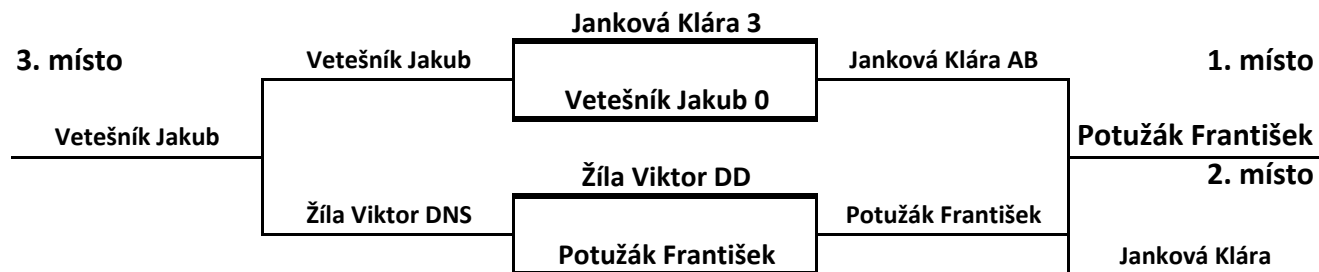 Janková Klára 3
3. místo Vetešník Jakub Janková Klára AB 1. místo
Vetešník Jakub 0
Vetešník Jakub Potužák František
Žíla Viktor DD 2. místo
Žíla Viktor DNS Potužák František
Potužák František Janková Klára